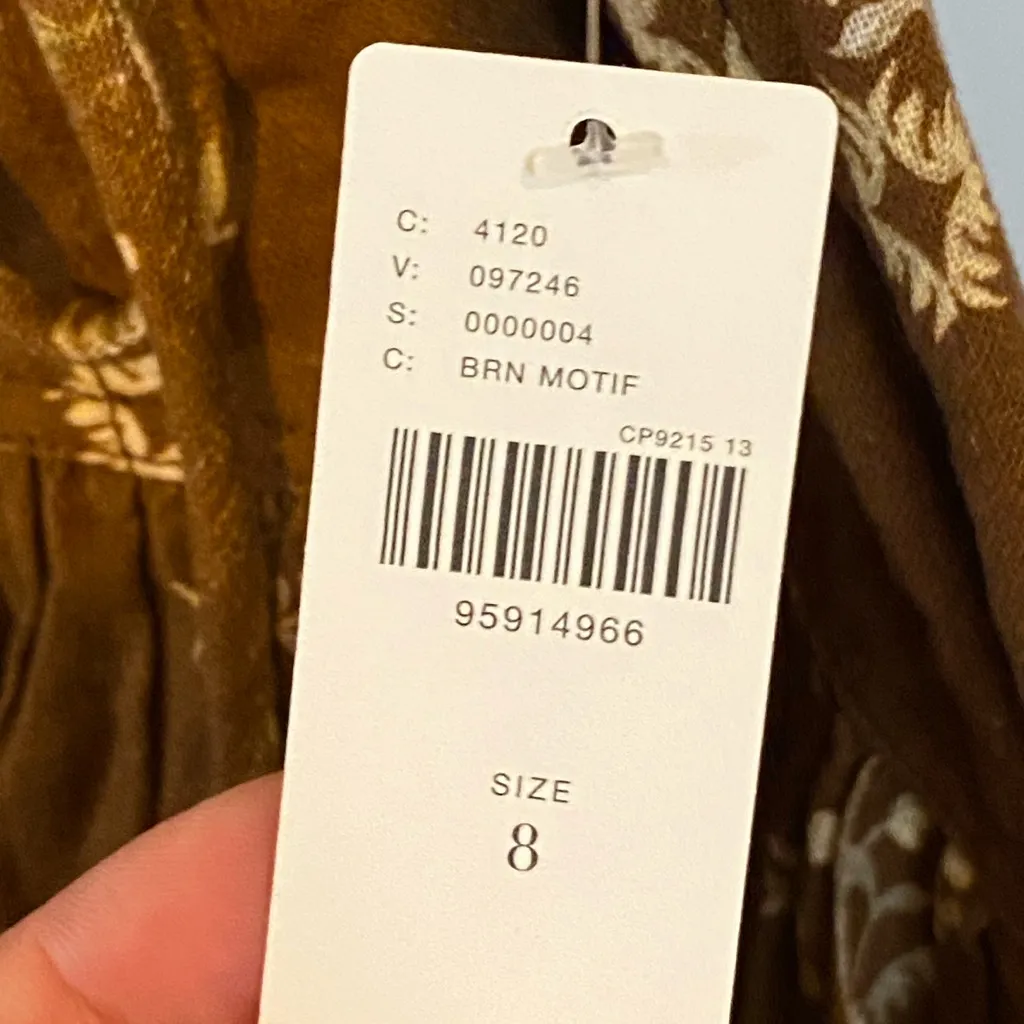 C: 4120
V: 097246
S: 0000004
C: BRN MOTIF
CP9215 13
95914966
SIZE
8